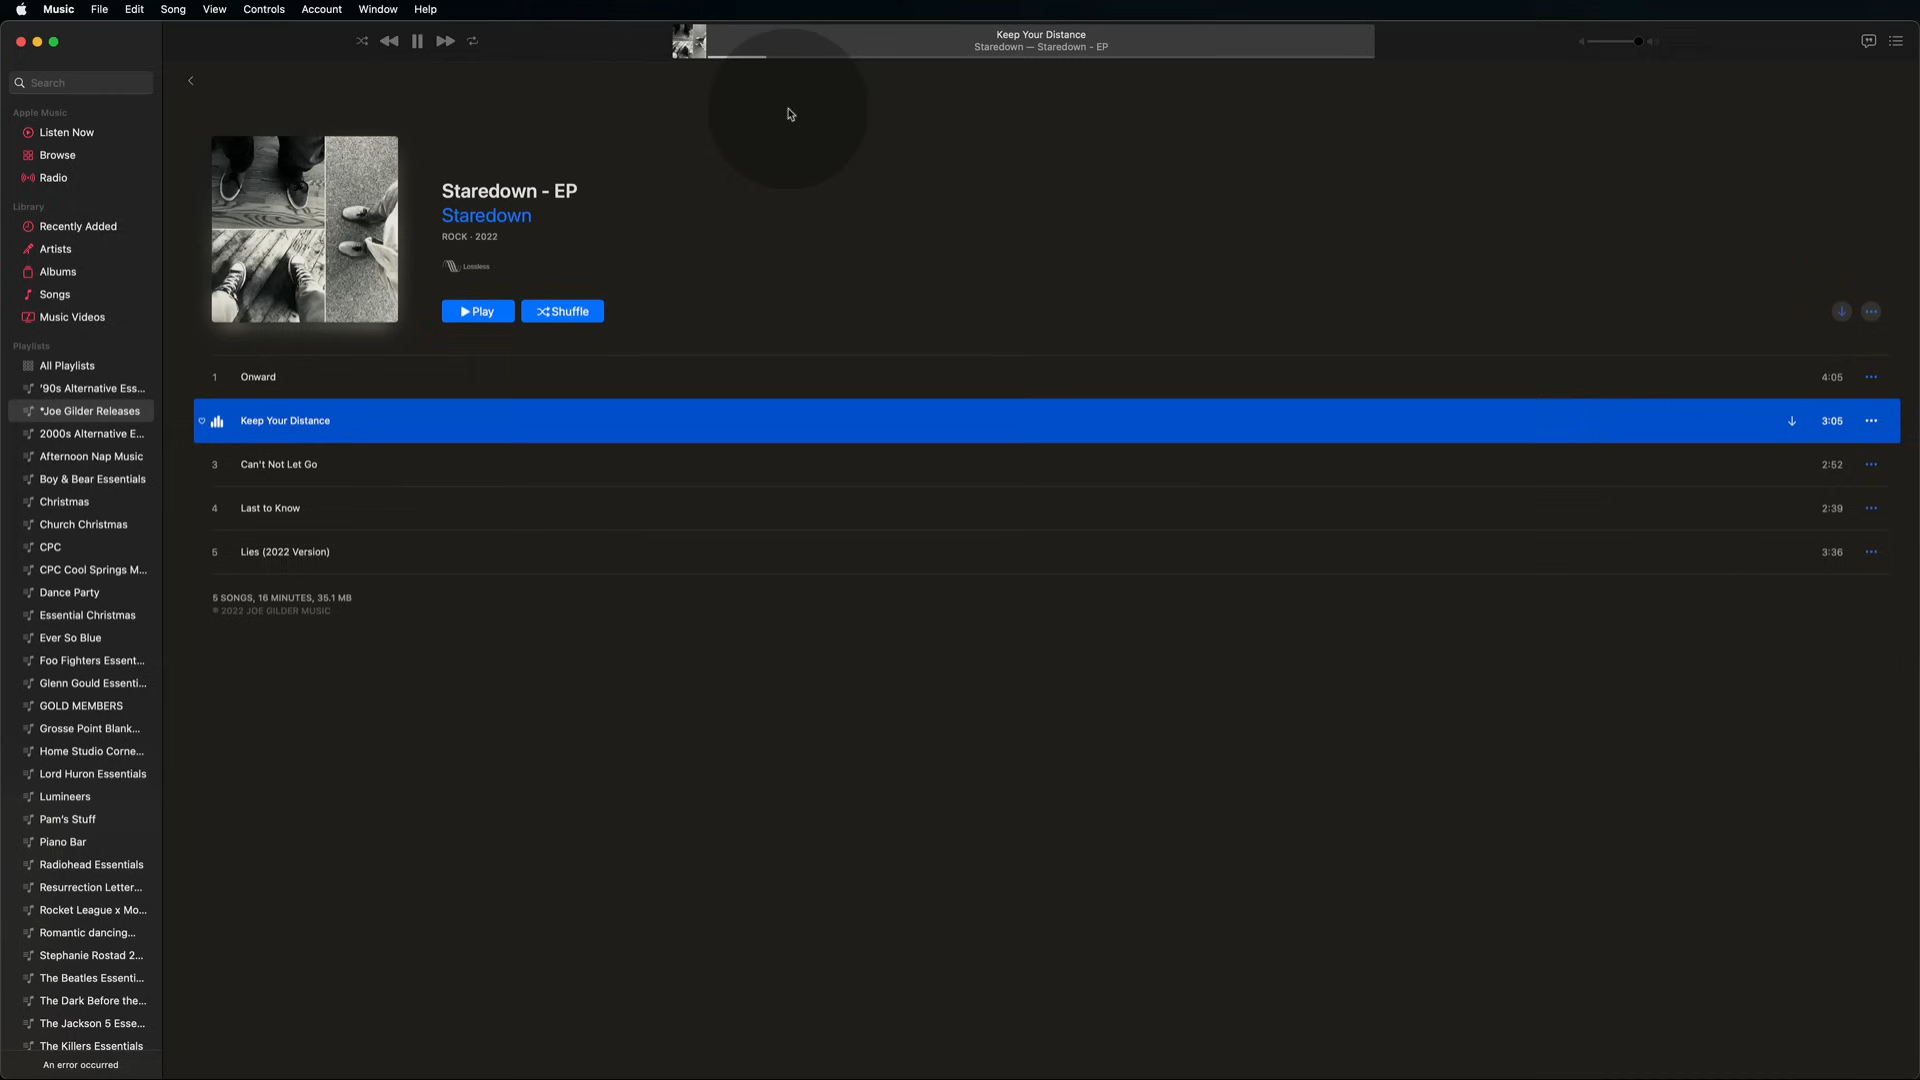 Music File Edit Song View Controls Account Window Help
Keep Your Distance
Staredown — Staredown - EP
Search
Apple Music
Listen Now
Browse
Radio
Library
Recently Added
Artists
Albums
Songs
Music Videos
Playlists
All Playlists
'90s Alternative Ess...
*Joe Gilder Releases
2000s Alternative E...
Afternoon Nap Music
Boy & Bear Essentials
Christmas
Church Christmas
CPC
CPC Cool Springs M...
Dance Party
Essential Christmas
Ever So Blue
Foo Fighters Essent...
Glenn Gould Essenti...
GOLD MEMBERS
Grosse Point Blank...
Home Studio Corne...
Lord Huron Essentials
Lumineers
Pam's Stuff
Piano Bar
Radiohead Essentials
Resurrection Letter...
Rocket League x Mo...
Romantic dancing...
Stephanie Rostad 2...
The Beatles Essenti...
The Dark Before the...
The Jackson 5 Esse...
The Killers Essentials
An error occurred
Staredown - EP
Staredown
ROCK · 2022
Lossless
Play Shuffle
1 Onward 4:05
Keep Your Distance 3:05
3 Can't Not Let Go 2:52
4 Last to Know 2:39
5 Lies (2022 Version) 3:36
5 SONGS, 16 MINUTES, 35.1 MB
℗ 2022 JOE GILDER MUSIC